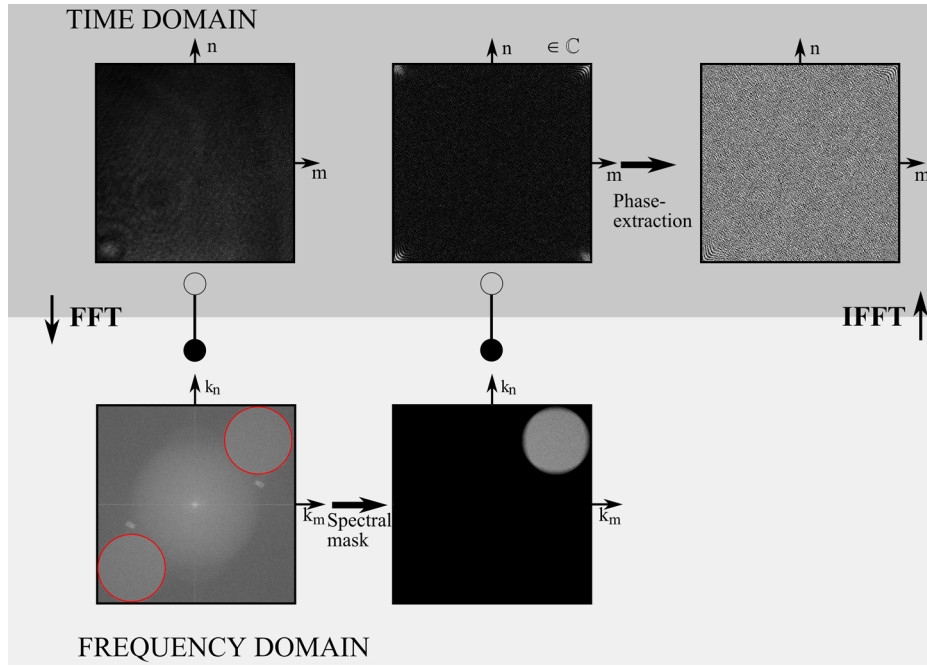 TIME DOMAIN
n
n
∈ ℂ
n
m
m
m
Phase-
extraction
FFT
IFFT
kₙ
kₙ
kₘ
kₘ
Spectral
mask
FREQUENCY DOMAIN